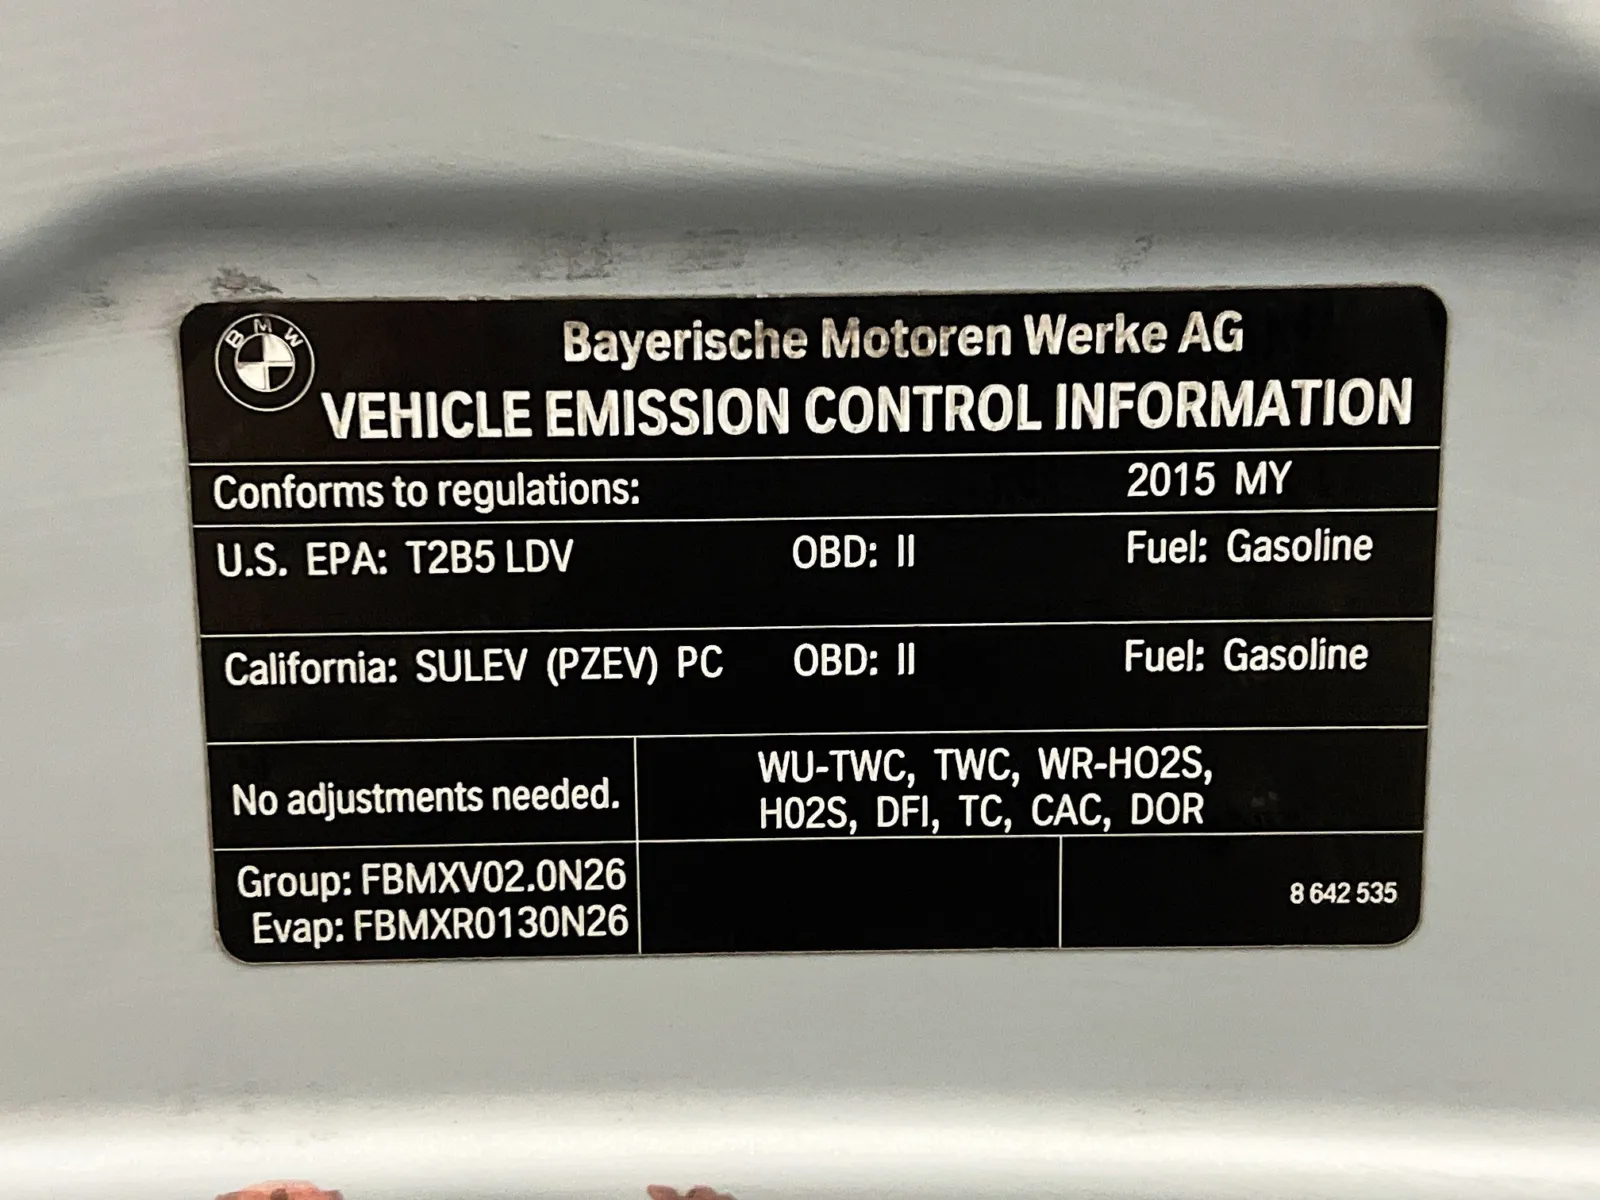 BMW
Bayerische Motoren Werke AG
VEHICLE EMISSION CONTROL INFORMATION
Conforms to regulations: 2015 MY
U.S. EPA: T2B5 LDV OBD: II Fuel: Gasoline
California: SULEV (PZEV) PC OBD: II Fuel: Gasoline
No adjustments needed.
WU-TWC, TWC, WR-HO2S,
H02S, DFI, TC, CAC, DOR
Group: FBMXV02.0N26
Evap: FBMXR0130N26
8 642 535